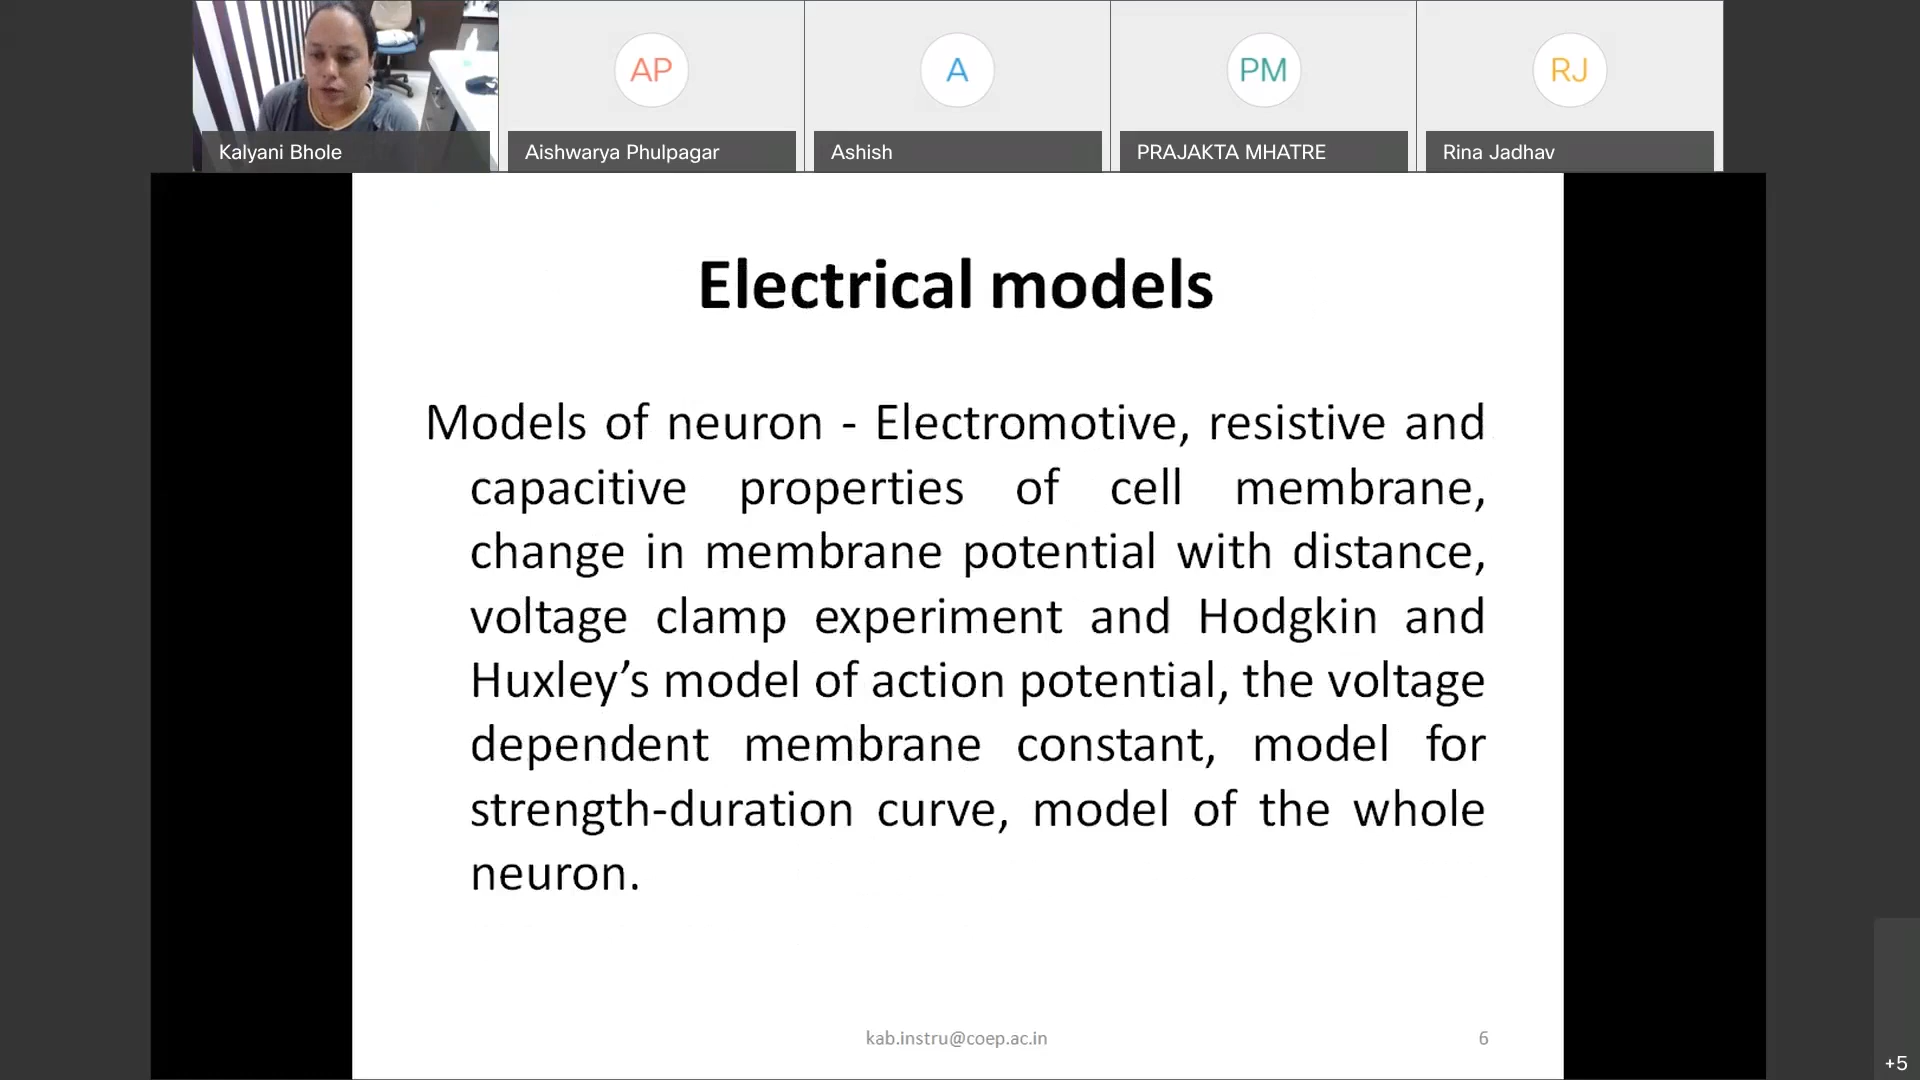 AP
A
PM
RJ
Kalyani Bhole
Aishwarya Phulpagar
Ashish
PRAJAKTA MHATRE
Rina Jadhav
Electrical models
Models of neuron - Electromotive, resistive and
capacitive properties of cell membrane,
change in membrane potential with distance,
voltage clamp experiment and Hodgkin and
Huxley’s model of action potential, the voltage
dependent membrane constant, model for
strength-duration curve, model of the whole
neuron.
kab.instru@coep.ac.in
6
+5